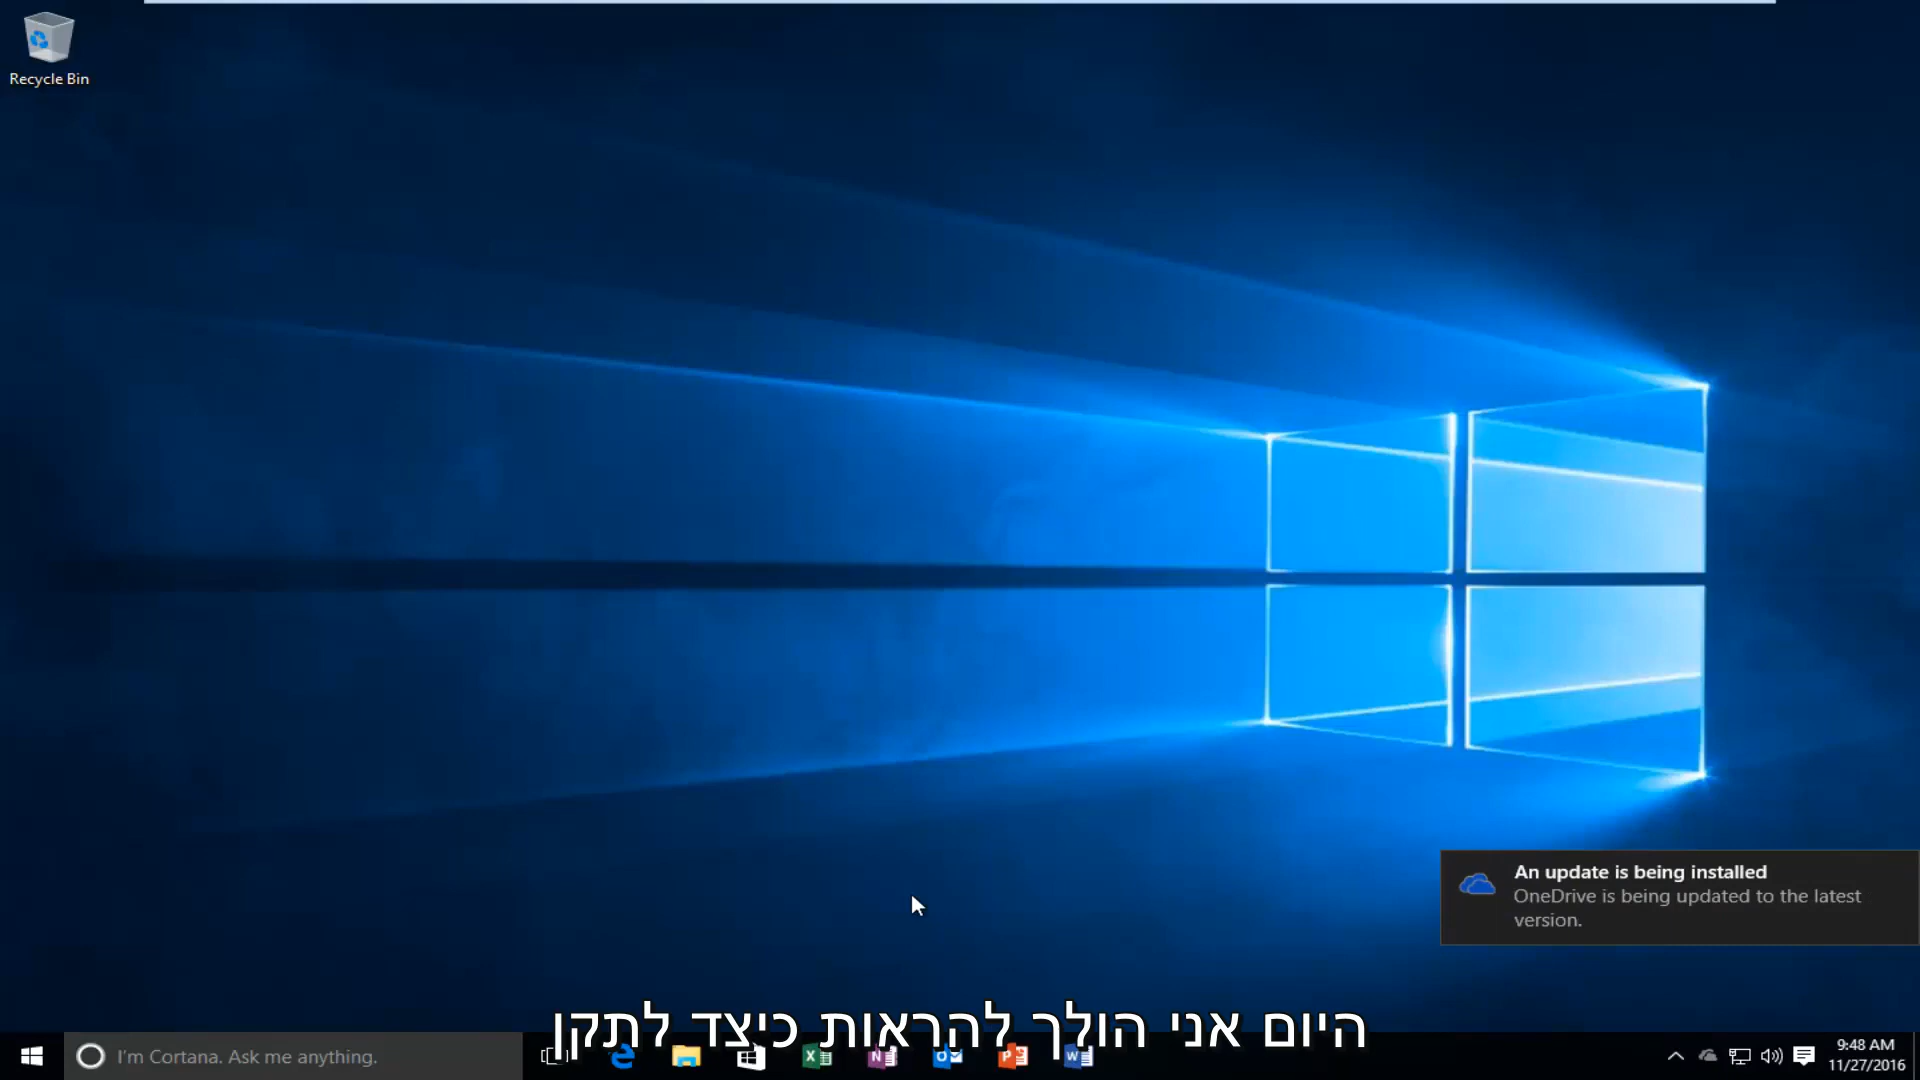 Recycle Bin
An update is being installed
OneDrive is being updated to the latest
version.
היום אני הולך להראות כיצד לתקן
I'm Cortana. Ask me anything.
9:48 AM
11/27/2016